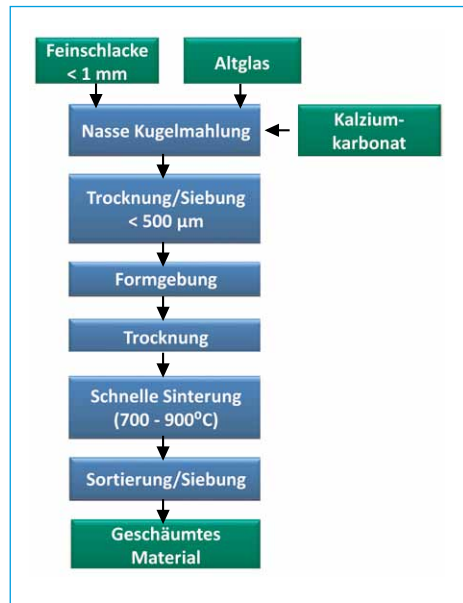 Feinschlacke
< 1 mm
Altglas
Nasse Kugelmahlung
Kalzium-
karbonat
Trocknung/Siebung
< 500 µm
Formgebung
Trocknung
Schnelle Sinterung
(700 - 900°C)
Sortierung/Siebung
Geschäumtes
Material